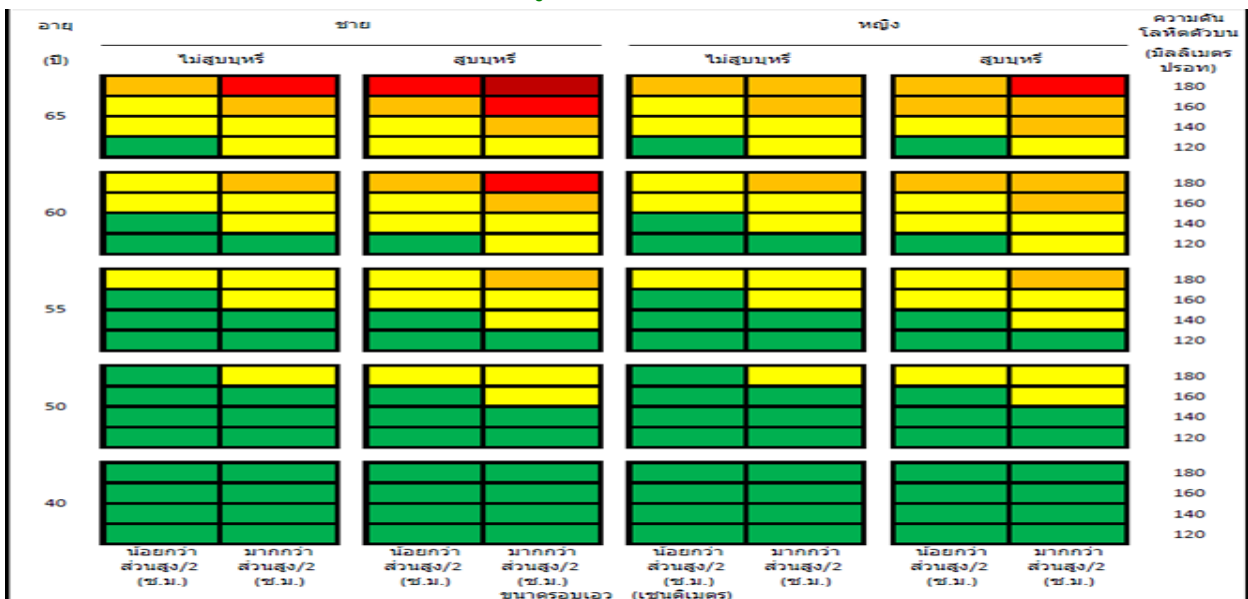 อายุ
(ปี)
ชาย
หญิง
ความดัน
โลหิตตัวบน
(มิลลิเมตร
ปรอท)
ไม่สูบบุหรี่
สูบบุหรี่
ไม่สูบบุหรี่
สูบบุหรี่
65
180
160
140
120
60
180
160
140
120
55
180
160
140
120
50
180
160
140
120
40
180
160
140
120
น้อยกว่า
ส่วนสูง/2
(ซ.ม.)
มากกว่า
ส่วนสูง/2
(ซ.ม.)
น้อยกว่า
ส่วนสูง/2
(ซ.ม.)
มากกว่า
ส่วนสูง/2
(ซ.ม.)
น้อยกว่า
ส่วนสูง/2
(ซ.ม.)
มากกว่า
ส่วนสูง/2
(ซ.ม.)
น้อยกว่า
ส่วนสูง/2
(ซ.ม.)
มากกว่า
ส่วนสูง/2
(ซ.ม.)
ขนาดรอบเอว (เซนติเมตร)